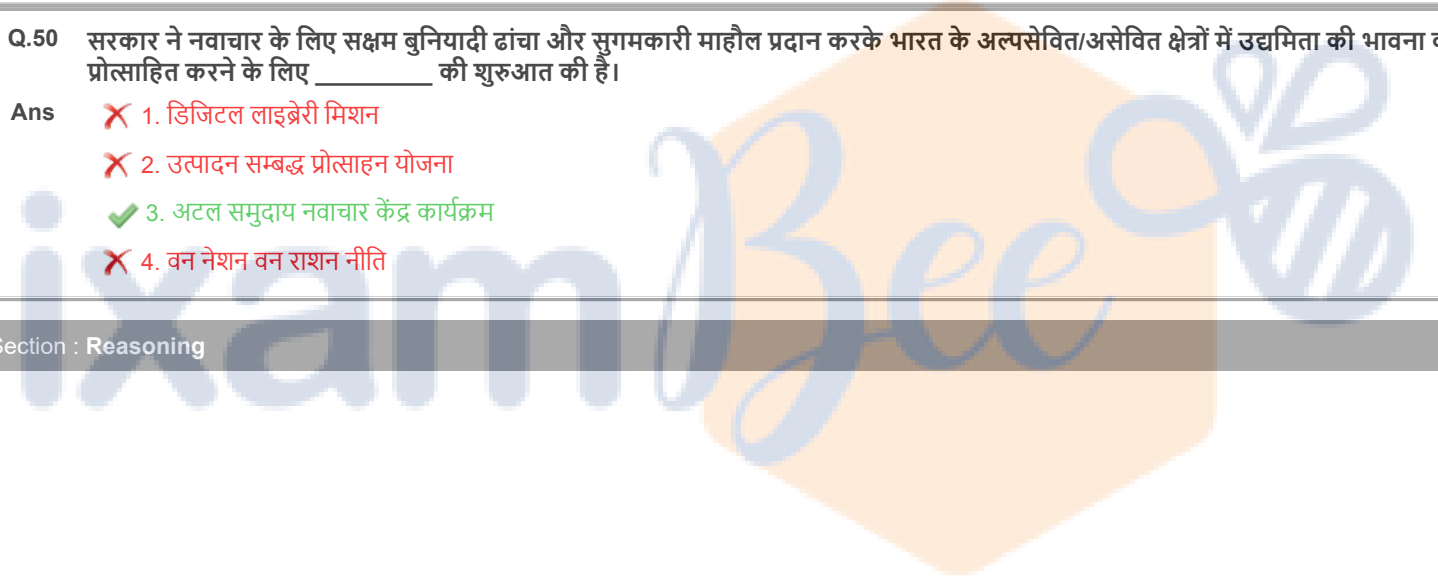 Q.50 सरकार ने नवाचार के लिए सक्षम बुनियादी ढांचा और सुगमकारी माहौल प्रदान करके भारत के अल्पसेवित/असेवित क्षेत्रों में उद्यमिता की भावना
प्रोत्साहित करने के लिए _________ की शुरुआत की है।
Ans 1. डिजिटल लाइब्रेरी मिशन
2. उत्पादन सम्बद्ध प्रोत्साहन योजना
3. अटल समुदाय नवाचार केंद्र कार्यक्रम
4. वन नेशन वन राशन नीति
Section : Reasoning
ixamBee